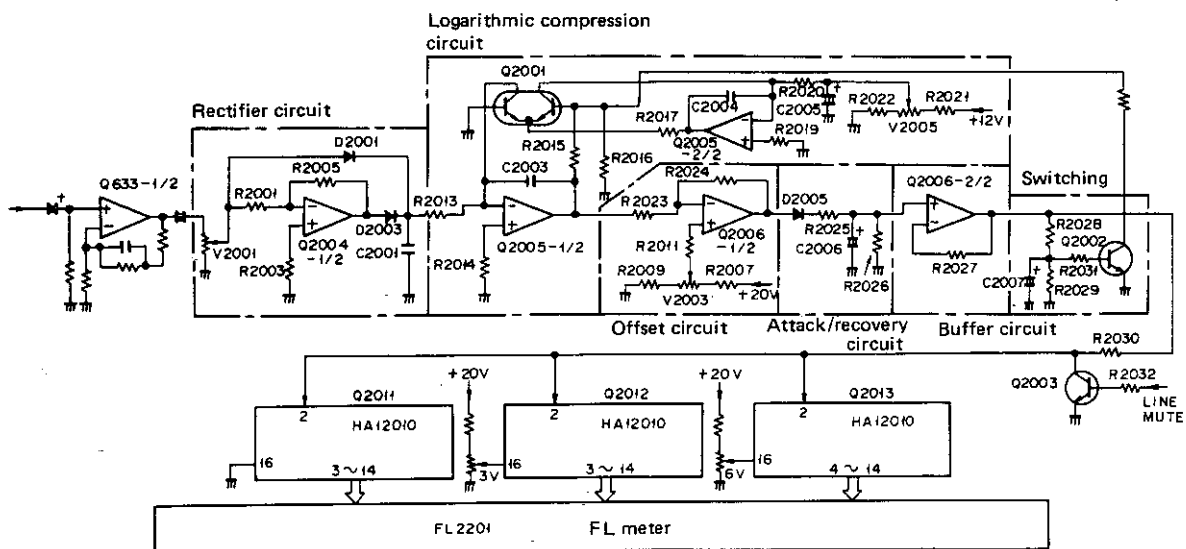 Logarithmic compression
circuit
Rectifier circuit
Q2001
C2004
R2020
C2005
R2022
R2021
V2005
+12V
R2017
R2019
Q2005
-2/2
R2015
R2016
C2003
D2001
R2005
Q633-1/2
R2001
V2001
R2003
Q2004
-1/2
D2003
C2001
R2013
R2014
Q2005-1/2
R2024
R2023
R2011
Q2006
-1/2
R2009
R2007
V2003
+20V
Offset circuit
D2005
R2025
C2006
R2026
Attack/recovery
circuit
Q2006-2/2
R2027
Buffer circuit
Switching
R2028
Q2002
R2031
C2007
R2029
R2030
Q2003
R2032
LINE
MUTE
+20V
+20V
Q2011
2
HA12010
16
3~14
3V
Q2012
2
HA12010
16
3~14
6V
Q2013
2
HA12010
16
4~14
FL2201
FL meter